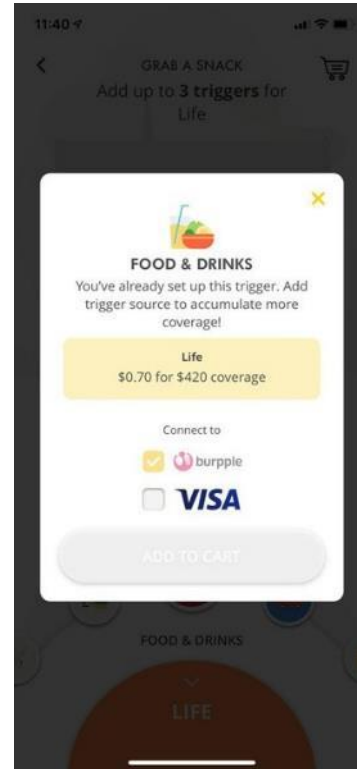 11:40
GRAB A SNACK
Add up to 3 triggers for
Life
FOOD & DRINKS
You've already set up this trigger. Add
trigger source to accumulate more
coverage!
Life
$0.70 for $420 coverage
Connect to
burpple
VISA
ADD TO CART
FOOD & DRINKS
LIFE